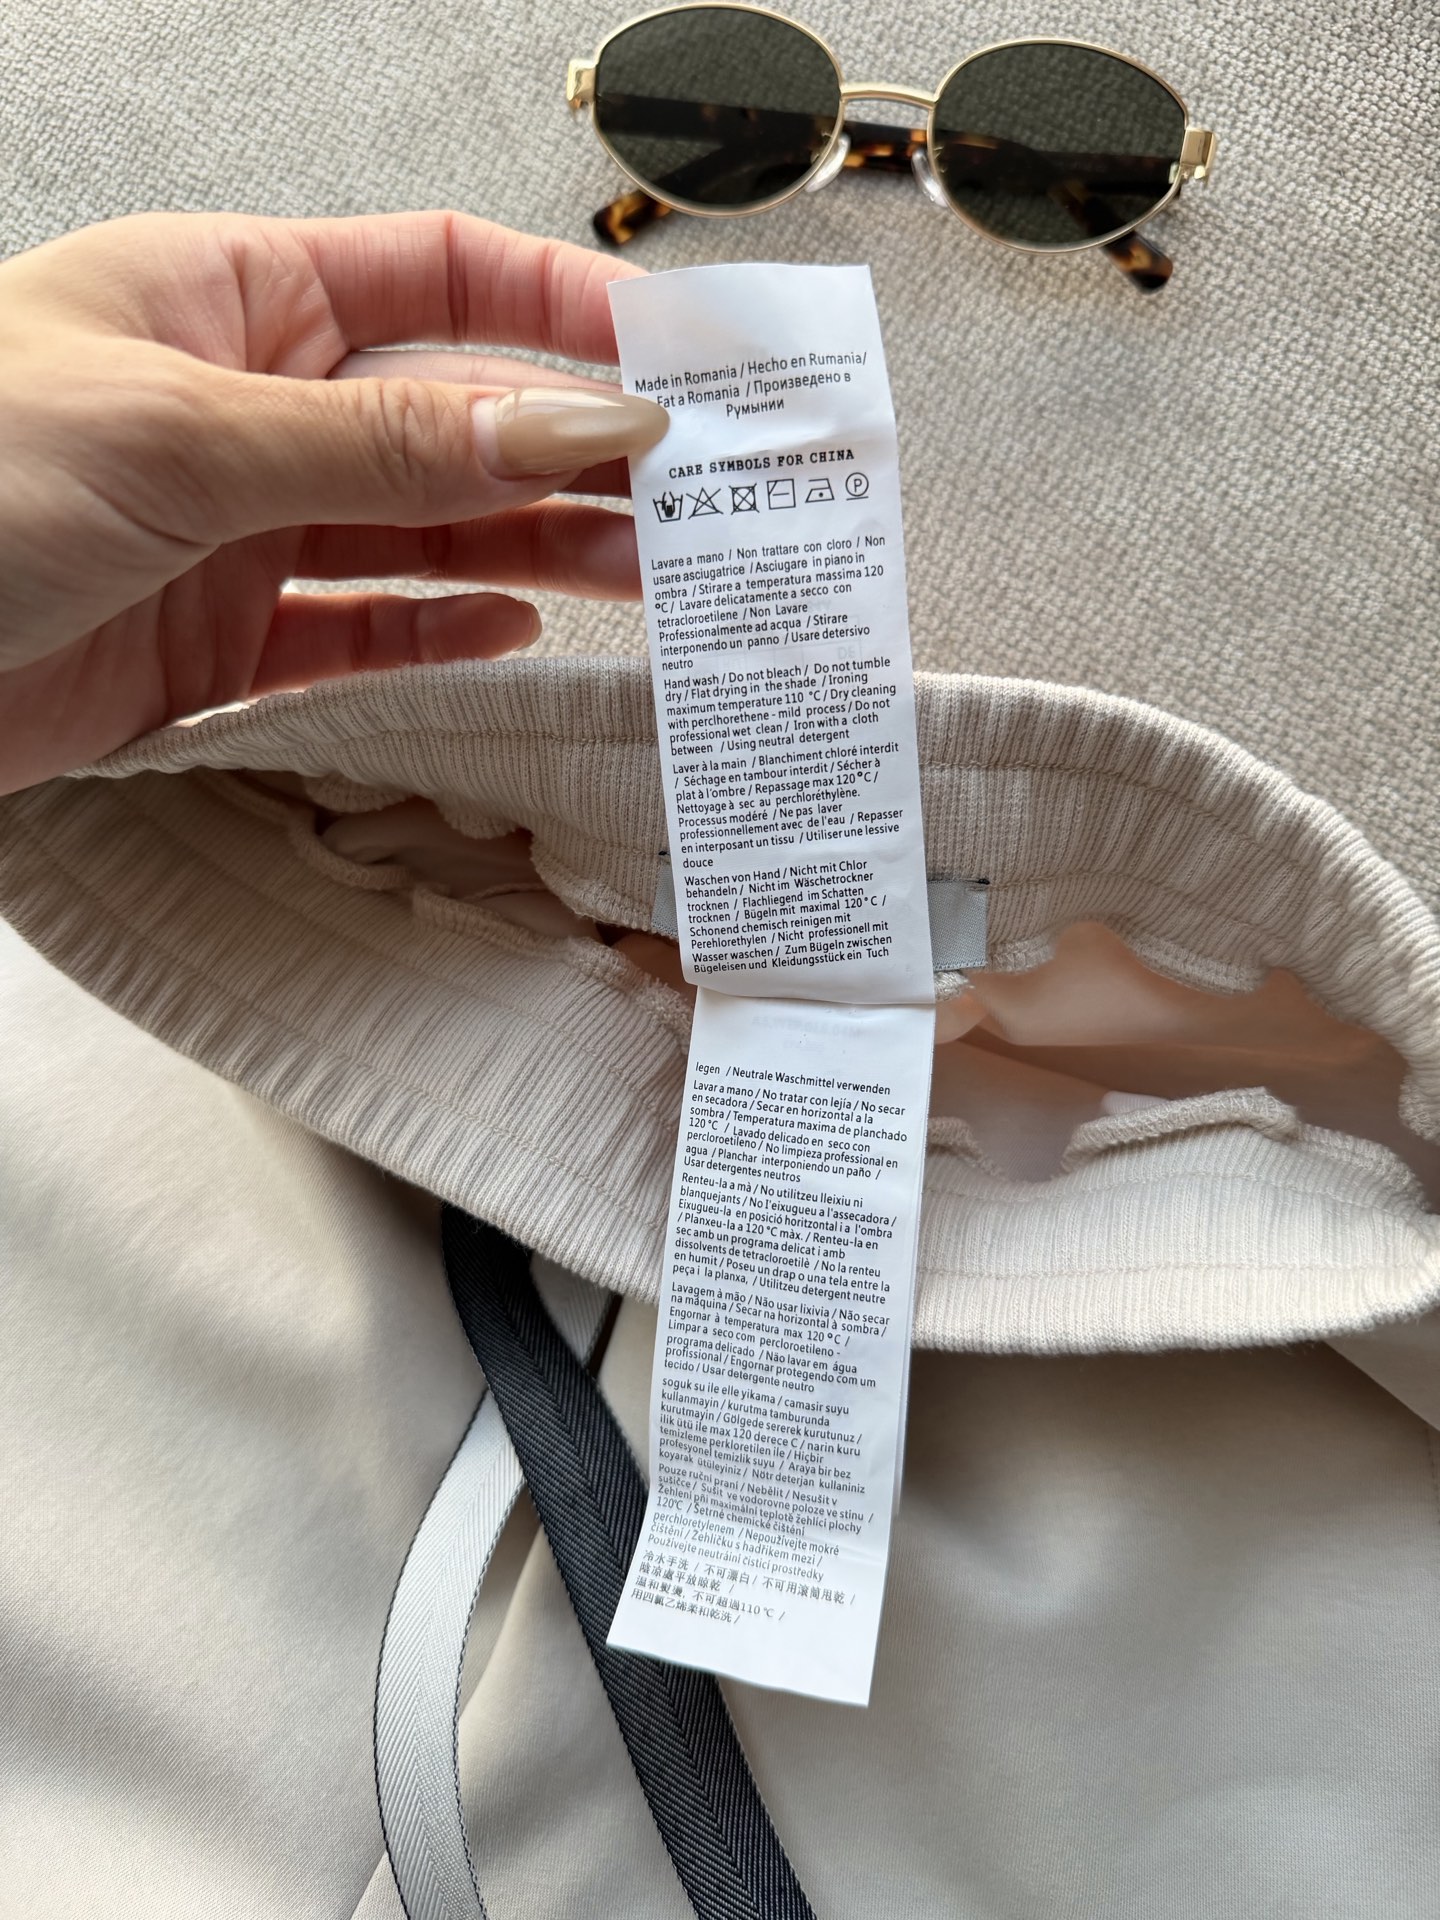 Made in Romania / Hecho en Rumania/
Fat a Romania / Произведено в
Румынии
CARE SYMBOLS FOR CHINA
P
Lavare a mano / Non trattare con cloro / Non
usare asciugatrice / Asciugare in piano in
ombra / Stirare a temperatura massima 120
°C / Lavare delicatamente a secco con
tetracloroetilene / Non Lavare
Professionalmente ad acqua / Stirare
interponendo un panno / Usare detersivo
neutro
Hand wash / Do not bleach / Do not tumble
dry / Flat drying in the shade / Ironing
maximum temperature 110 °C / Dry cleaning
with perclhorethene - mild process / Do not
professional wet clean / Iron with a cloth
between / Using neutral detergent
Laver à la main / Blanchiment chloré interdit
/ Séchage en tambour interdit / Sécher à
plat à l'ombre / Repassage max 120°C /
Nettoyage à sec au perchloréthylène.
Processus modéré / Ne pas laver
professionnellement avec de l'eau / Repasser
en interposant un tissu / Utiliser une lessive
douce
Waschen von Hand / Nicht mit Chlor
behandeln / Nicht im Wäschetrockner
trocknen / Flachliegend im Schatten
trocknen / Bügeln mit maximal 120°C /
Schonend chemisch reinigen mit
Perehlorethylen / Nicht professionell mit
Wasser waschen / Zum Bügeln zwischen
Bügeleisen und Kleidungsstück ein Tuch
legen / Neutrale Waschmittel verwenden
Lavar a mano / No tratar con lejía / No secar
en secadora / Secar en horizontal a la
sombra / Temperatura maxima de planchado
120°C / Lavado delicado en seco con
percloroetileno / No limpieza professional en
agua / Planchar interponiendo un paño /
Usar detergentes neutros
Renteu-la a mà / No utilitzeu lleixiu ni
blanquejants / No l'eixugueu a l'assecadora /
Eixugueu-la en posició horitzontal i a l'ombra
/ Planxeu-la a 120°C màx. / Renteu-la en
sec amb un programa delicat i amb
dissolvents de tetracloroetilè / No la renteu
en humit / Poseu un drap o una tela entre la
peça i la planxa, / Utilitzeu detergent neutre
Lavagem à mão / Não usar lixivia / Não secar
na máquina / Secar na horizontal à sombra /
Engornar à temperatura max 120°C /
Limpar a seco com percloroetileno -
programa delicado / Não lavar em água
profissional / Engornar protegendo com um
tecido / Usar detergente neutro
soguk su ile elle yikama / camasir suyu
kullanmayin / kurutma tamburunda
kurutmayin / Gölgede sererek kurutunuz /
ilik ütü ile max 120 derece C / narin kuru
temizleme perkloretilen ile / Hiçbir
profesyonel temizlik suyu / Araya bir bez
koyarak ütüleyiniz / Nötr deterjan kullaniniz
Pouze ruční praní / Nebělit / Nesušit v
sušičce / Sušit ve vodorovne poloze ve stínu /
Žehlení při maximální teplotě žehlící plochy
120°C / Šetrné chemické čištění
perchloretylenem / Nepoužívejte mokré
čištění / Žehličku s hadříkem mezi /
Používejte neutrální čistící prostředky
冷水手洗 / 不可漂白 / 不可用滾筒甩乾 /
陰涼處平放晾乾 /
温和熨燙，不可超過110℃ /
用四氯乙烯柔和乾洗 /